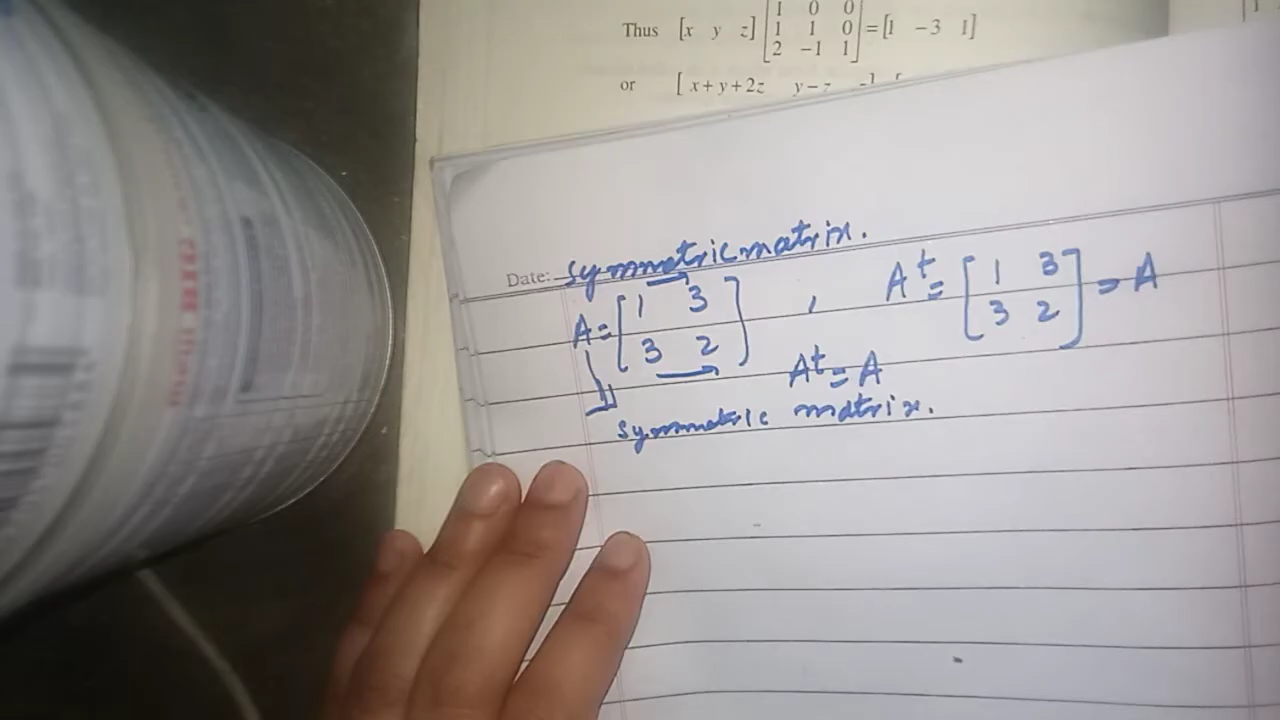 Thus [x y z] [1 0 0 1 1 0 2 −1 1] = [1 −3 1]
or [x+y+2z y−z
Date: symmetric matrix.
A = [1 3 3 2] , A^t = [1 3 3 2] = A
A^t = A
symmetric matrix.